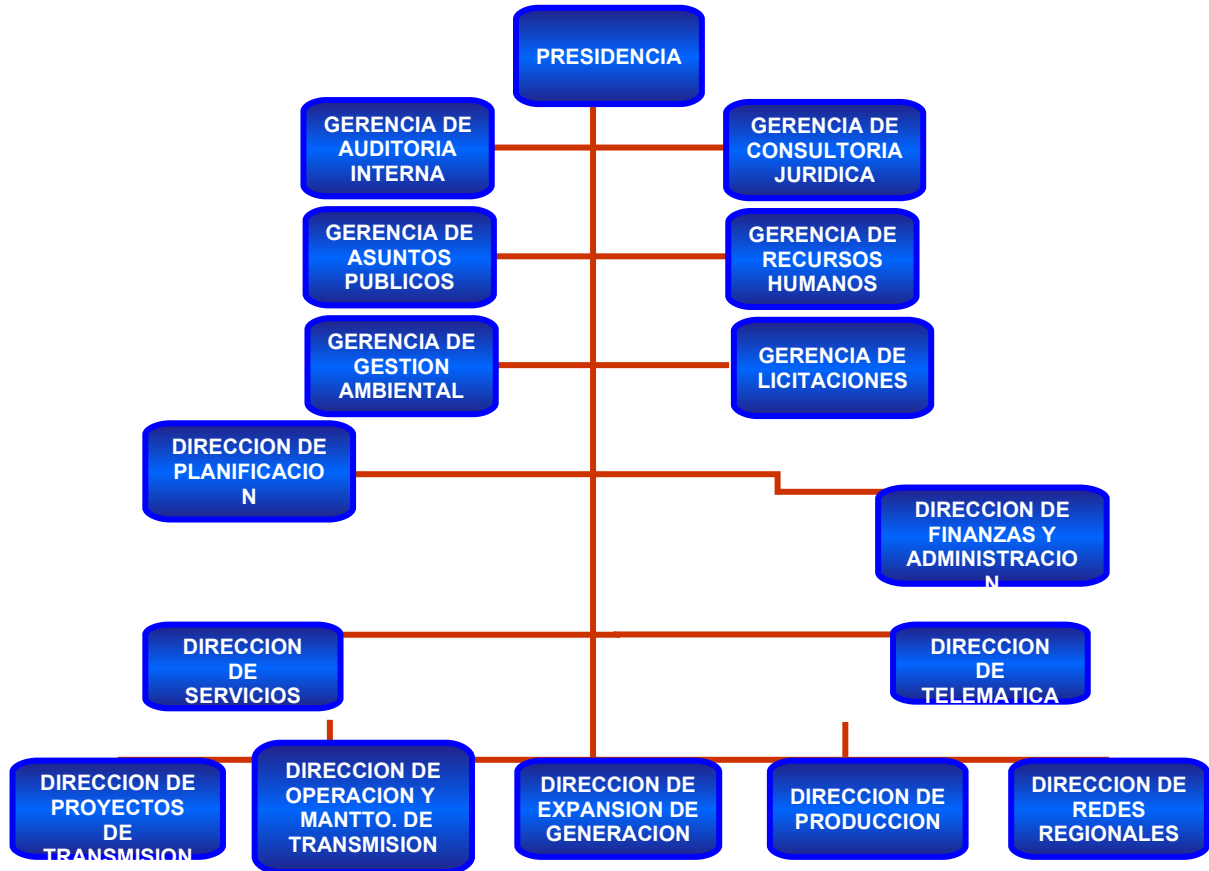 PRESIDENCIA
GERENCIA DE
AUDITORIA
INTERNA
GERENCIA DE
CONSULTORIA
JURIDICA
GERENCIA DE
ASUNTOS
PUBLICOS
GERENCIA DE
RECURSOS
HUMANOS
GERENCIA DE
GESTION
AMBIENTAL
GERENCIA DE
LICITACIONES
DIRECCION DE
PLANIFICACIO
N
DIRECCION DE
FINANZAS Y
ADMINISTRACIO
N
DIRECCION
DE
SERVICIOS
DIRECCION
DE
TELEMATICA
DIRECCION DE
PROYECTOS
DE
TRANSMISION
DIRECCION DE
OPERACION Y
MANTTO. DE
TRANSMISION
DIRECCION DE
EXPANSION DE
GENERACION
DIRECCION DE
PRODUCCION
DIRECCION DE
REDES
REGIONALES